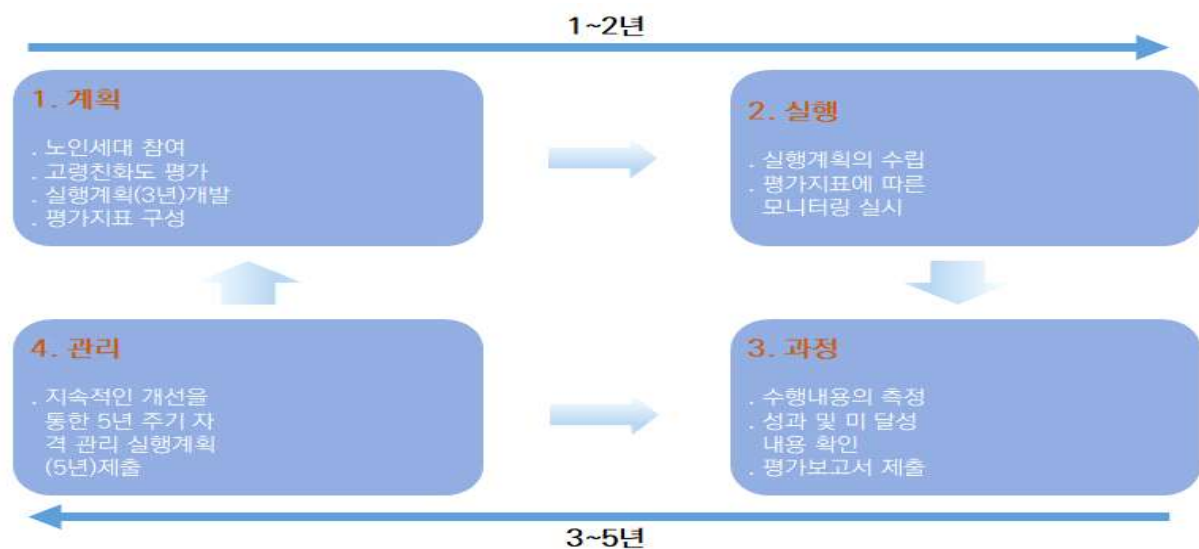 1~2년
1. 계획
. 노인세대 참여
. 고령친화도 평가
. 실행계획(3년)개발
. 평가지표 구성
2. 실행
. 실행계획의 수립
. 평가지표에 따른
모니터링 실시
4. 관리
. 지속적인 개선을
통한 5년 주기 자
격 관리 실행계획
(5년)제출
3. 과정
. 수행내용의 측정
. 성과 및 미 달성
내용 확인
. 평가보고서 제출
3~5년